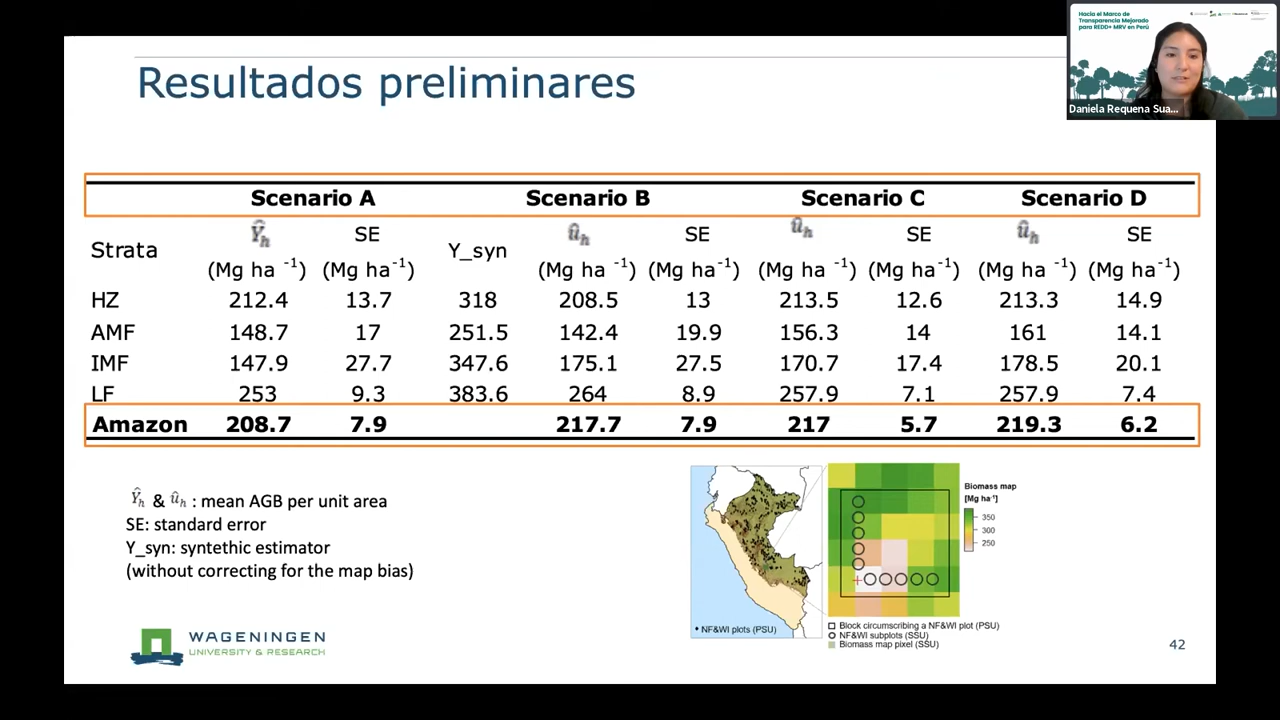 Resultados preliminares
Hacia el Marco de
Transparencia Mejorado
para REDD+ MRV en Perú
Daniela Requena Sua...
Scenario A Scenario B Scenario C Scenario D
Strata Ŷh (Mg ha -1) SE (Mg ha-1) Y_syn ûh (Mg ha -1) SE (Mg ha-1) ûh (Mg ha -1) SE (Mg ha-1) ûh (Mg ha -1) SE (Mg ha-1)
HZ 212.4 13.7 318 208.5 13 213.5 12.6 213.3 14.9
AMF 148.7 17 251.5 142.4 19.9 156.3 14 161 14.1
IMF 147.9 27.7 347.6 175.1 27.5 170.7 17.4 178.5 20.1
LF 253 9.3 383.6 264 8.9 257.9 7.1 257.9 7.4
Amazon 208.7 7.9 217.7 7.9 217 5.7 219.3 6.2
Ŷh & ûh : mean AGB per unit area
SE: standard error
Y_syn: syntethic estimator
(without correcting for the map bias)
Biomass map
[Mg ha-1]
350
300
250
NF&WI plots (PSU)
Block circumscribing a NF&WI plot (PSU)
NF&WI subplots (SSU)
Biomass map pixel (SSU)
WAGENINGEN
UNIVERSITY & RESEARCH
42